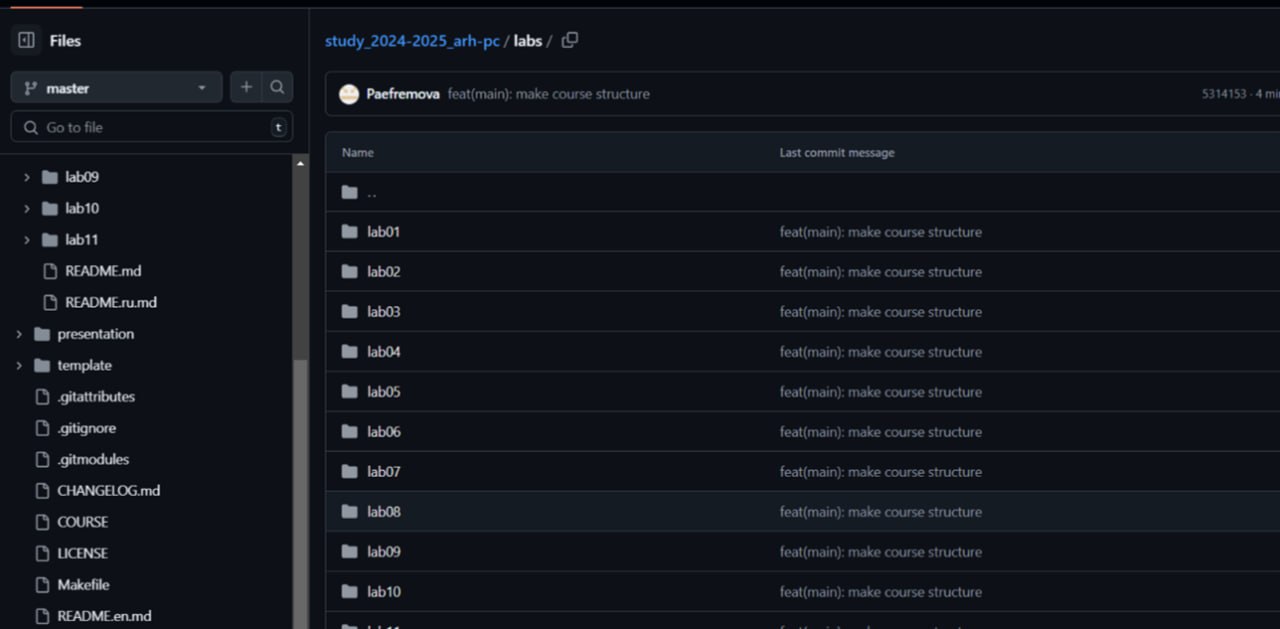 Files
master
Go to file
t
lab09
lab10
lab11
README.md
README.ru.md
presentation
template
.gitattributes
.gitignore
.gitmodules
CHANGELOG.md
COURSE
LICENSE
Makefile
README.en.md
study_2024-2025_arh-pc / labs /
Paefremova feat(main): make course structure 5314153 · 4
Name Last commit message
..
lab01 feat(main): make course structure
lab02 feat(main): make course structure
lab03 feat(main): make course structure
lab04 feat(main): make course structure
lab05 feat(main): make course structure
lab06 feat(main): make course structure
lab07 feat(main): make course structure
lab08 feat(main): make course structure
lab09 feat(main): make course structure
lab10 feat(main): make course structure